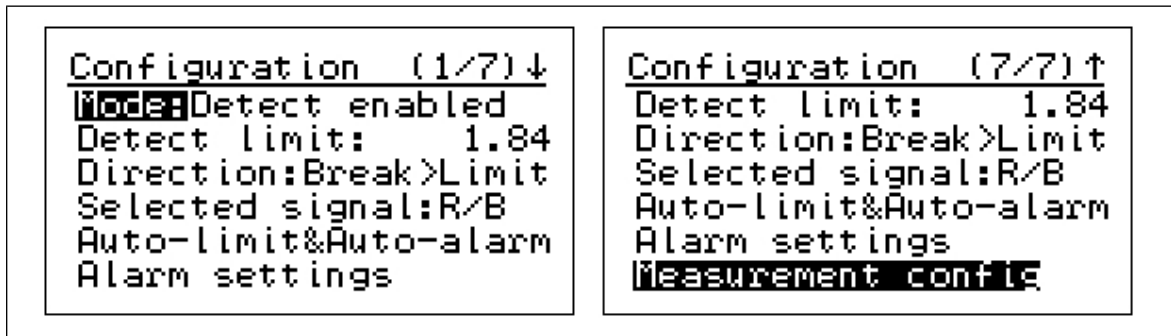 Configuration (1/7)↓
Mode:Detect enabled
Detect limit: 1.84
Direction:Break>Limit
Selected signal:R/B
Auto-limit&Auto-alarm
Alarm settings
Configuration (7/7)↑
Detect limit: 1.84
Direction:Break>Limit
Selected signal:R/B
Auto-limit&Auto-alarm
Alarm settings
Measurement config